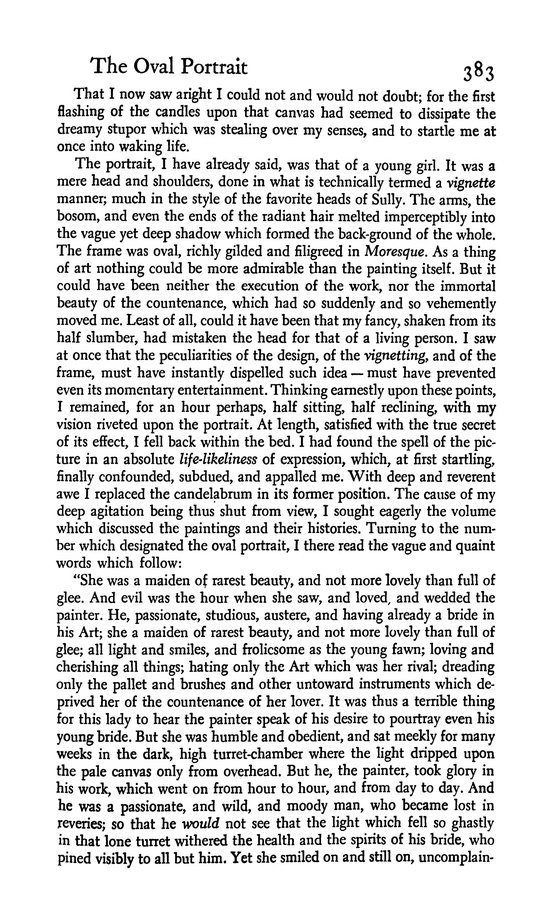 The Oval Portrait 383
That I now saw aright I could not and would not doubt; for the first
flashing of the candles upon that canvas had seemed to dissipate the
dreamy stupor which was stealing over my senses, and to startle me at
once into waking life.
The portrait, I have already said, was that of a young girl. It was a
mere head and shoulders, done in what is technically termed a vignette
manner; much in the style of the favorite heads of Sully. The arms, the
bosom, and even the ends of the radiant hair melted imperceptibly into
the vague yet deep shadow which formed the back-ground of the whole.
The frame was oval, richly gilded and filigreed in Moresque. As a thing
of art nothing could be more admirable than the painting itself. But it
could have been neither the execution of the work, nor the immortal
beauty of the countenance, which had so suddenly and so vehemently
moved me. Least of all, could it have been that my fancy, shaken from its
half slumber, had mistaken the head for that of a living person. I saw
at once that the peculiarities of the design, of the vignetting, and of the
frame, must have instantly dispelled such idea — must have prevented
even its momentary entertainment. Thinking earnestly upon these points,
I remained, for an hour perhaps, half sitting, half reclining, with my
vision riveted upon the portrait. At length, satisfied with the true secret
of its effect, I fell back within the bed. I had found the spell of the pic-
ture in an absolute life-likeliness of expression, which, at first startling,
finally confounded, subdued, and appalled me. With deep and reverent
awe I replaced the candelabrum in its former position. The cause of my
deep agitation being thus shut from view, I sought eagerly the volume
which discussed the paintings and their histories. Turning to the num-
ber which designated the oval portrait, I there read the vague and quaint
words which follow:
"She was a maiden of rarest beauty, and not more lovely than full of
glee. And evil was the hour when she saw, and loved, and wedded the
painter. He, passionate, studious, austere, and having already a bride in
his Art; she a maiden of rarest beauty, and not more lovely than full of
glee; all light and smiles, and frolicsome as the young fawn; loving and
cherishing all things; hating only the Art which was her rival; dreading
only the pallet and brushes and other untoward instruments which de-
prived her of the countenance of her lover. It was thus a terrible thing
for this lady to hear the painter speak of his desire to pourtray even his
young bride. But she was humble and obedient, and sat meekly for many
weeks in the dark, high turret-chamber where the light dripped upon
the pale canvas only from overhead. But he, the painter, took glory in
his work, which went on from hour to hour, and from day to day. And
he was a passionate, and wild, and moody man, who became lost in
reveries; so that he would not see that the light which fell so ghastly
in that lone turret withered the health and the spirits of his bride, who
pined visibly to all but him. Yet she smiled on and still on, uncomplain-